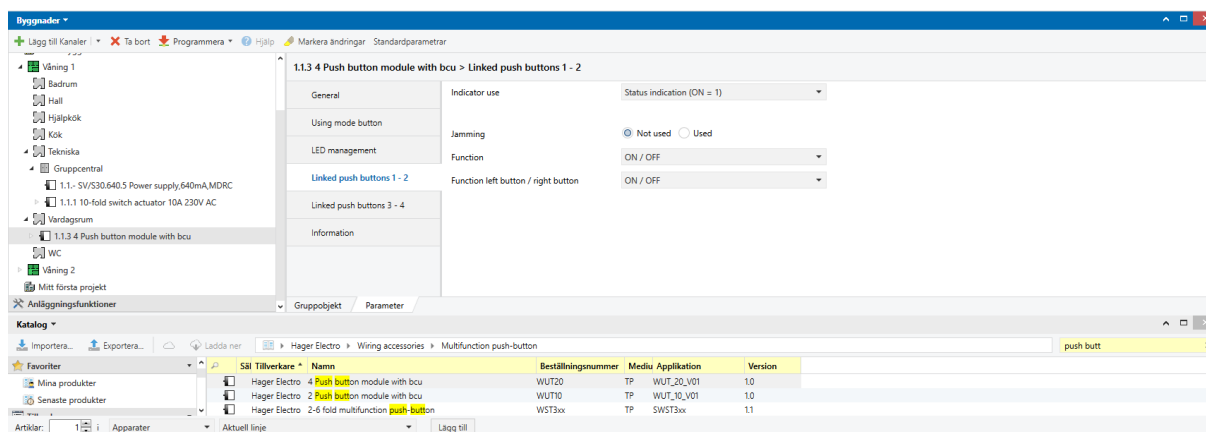 Byggnader
Lägg till Kanaler Ta bort Programmera Hjälp Markera ändringar Standardparametrar
Våning 1
Badrum
Hall
Hjälpkök
Kök
Tekniska
Gruppcentral
1.1.- SV/S30.640.5 Power supply,640mA,MDRC
1.1.1 10-fold switch actuator 10A 230V AC
Vardagsrum
1.1.3 4 Push button module with bcu
WC
Våning 2
Mitt första projekt
Anläggningsfunktioner
1.1.3 4 Push button module with bcu > Linked push buttons 1 - 2
General
Using mode button
LED management
Linked push buttons 1 - 2
Linked push buttons 3 - 4
Information
Indicator use Status indication (ON = 1)
Jamming Not used Used
Function ON / OFF
Function left button / right button ON / OFF
Gruppobjekt Parameter
Katalog
Importera... Exportera... Ladda ner Hager Electro Wiring accessories Multifunction push-button push butt
Favoriter
Mina produkter
Senaste produkter
Säl Tillverkare Namn Beställningsnummer Mediu Applikation Version
Hager Electro 4 Push button module with bcu WUT20 TP WUT_20_V01 1.0
Hager Electro 2 Push button module with bcu WUT10 TP WUT_10_V01 1.0
Hager Electro 2-6 fold multifunction push-button WST3xx TP SWST3xx 1.1
Artiklar: 1 i Apparater Aktuell linje Lägg till